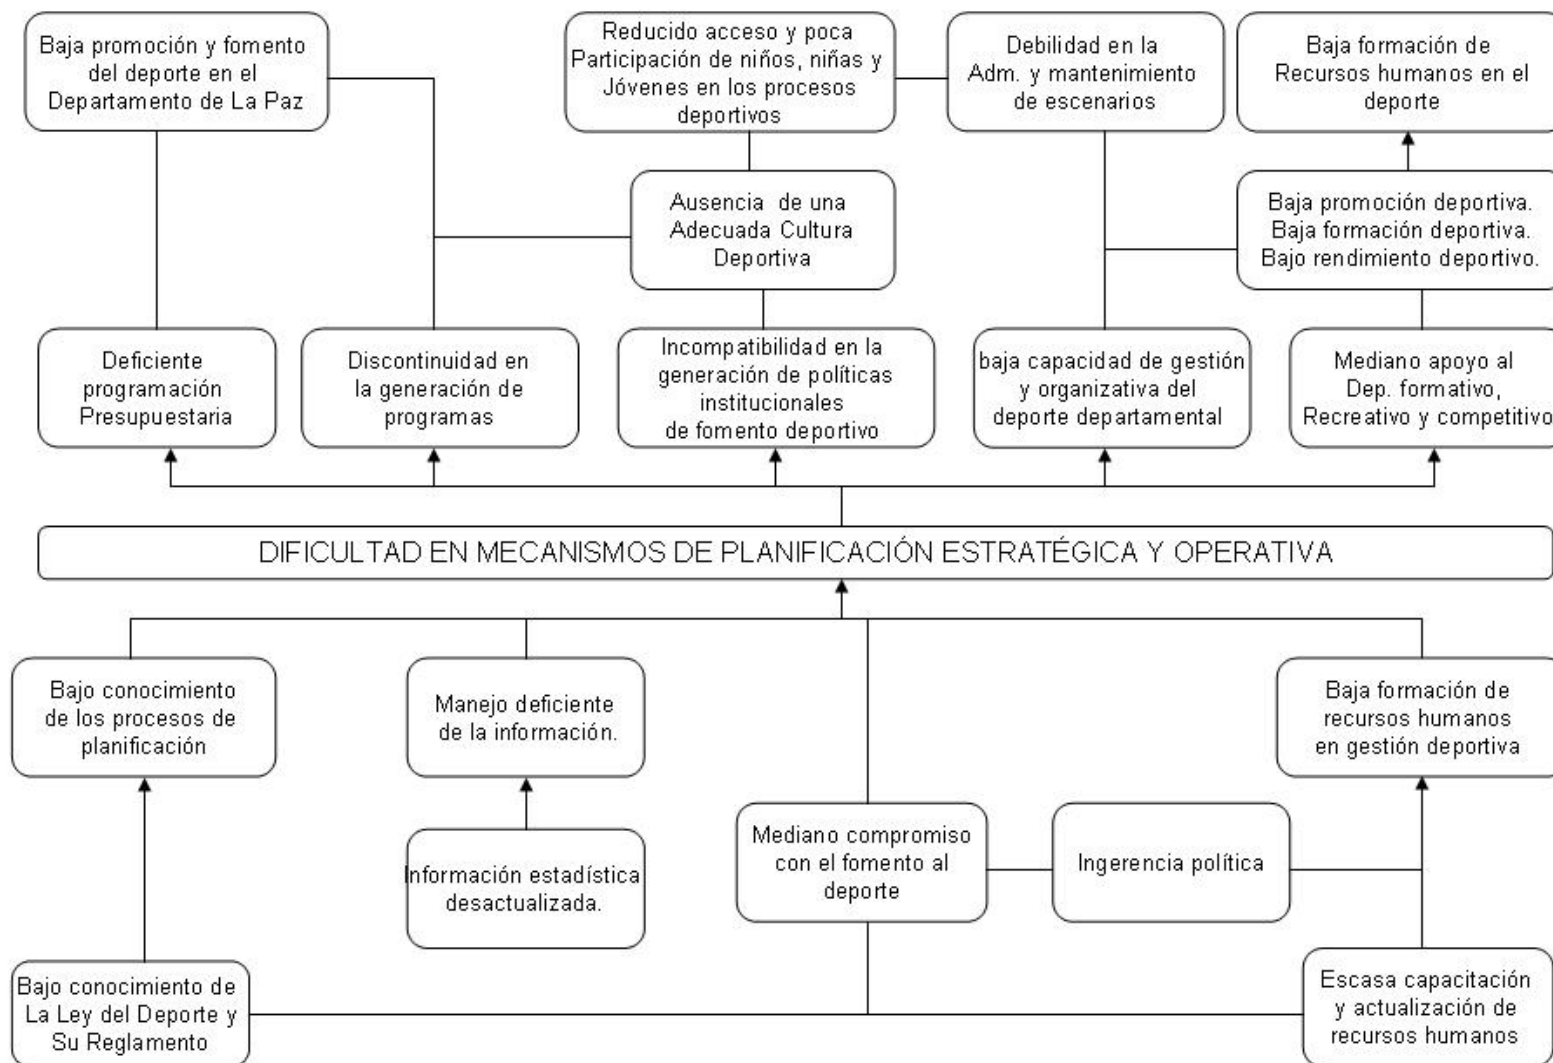 Baja promoción y fomento
del deporte en el
Departamento de La Paz
Reducido acceso y poca
Participación de niños, niñas y
Jóvenes en los procesos
deportivos
Debilidad en la
Adm. y mantenimiento
de escenarios
Baja formación de
Recursos humanos en el
deporte
Ausencia de una
Adecuada Cultura
Deportiva
Baja promoción deportiva.
Baja formación deportiva.
Bajo rendimiento deportivo.
Deficiente
programación
Presupuestaria
Discontinuidad en
la generación de
programas
Incompatibilidad en la
generación de políticas
institucionales
de fomento deportivo
baja capacidad de gestión
y organizativa del
deporte departamental
Mediano apoyo al
Dep. formativo,
Recreativo y competitivo
DIFICULTAD EN MECANISMOS DE PLANIFICACIÓN ESTRATÉGICA Y OPERATIVA
Bajo conocimiento
de los procesos de
planificación
Manejo deficiente
de la información.
Baja formación de
recursos humanos
en gestión deportiva
Información estadística
desactualizada.
Mediano compromiso
con el fomento al
deporte
Ingerencia política
Bajo conocimiento de
La Ley del Deporte y
Su Reglamento
Escasa capacitación
y actualización de
recursos humanos